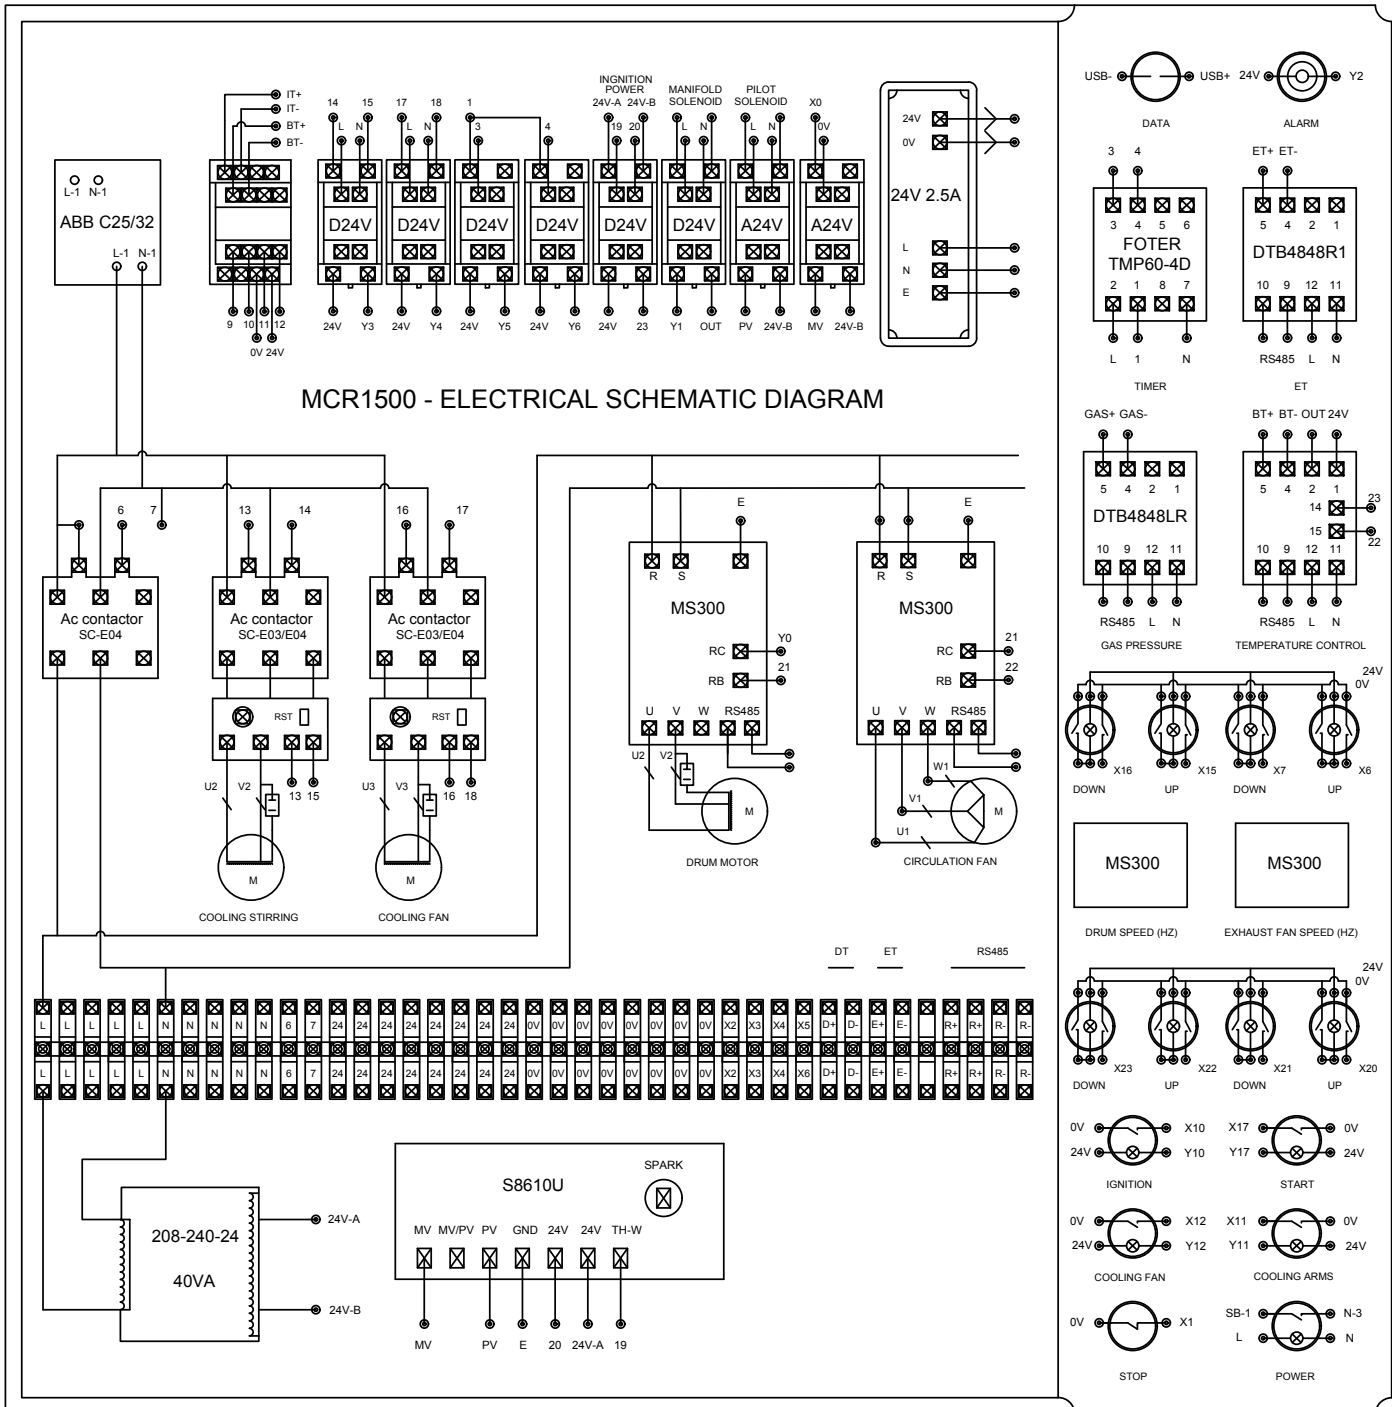 IT+
IT-
BT+
BT-
14 15 17 18 1
L N L N 3 4
INGNITION
POWER
24V-A 24V-B
19 20
MANIFOLD
SOLENOID
L N
PILOT
SOLENOID
L N
X0
0V
L-1 N-1
ABB C25/32
L-1 N-1
D24V D24V D24V D24V D24V D24V A24V A24V
9 10 11 12
0V 24V
24V Y3 24V Y4 24V Y5 24V Y6 24V 23 Y1 OUT PV 24V-B MV 24V-B
24V
0V
24V 2.5A
L
N
E
MCR1500 - ELECTRICAL SCHEMATIC DIAGRAM
6 7 13 14 16 17
Ac contactor
SC-E04
Ac contactor
SC-E03/E04
Ac contactor
SC-E03/E04
RST RST
U2 V2 13 15
U3 V3 16 18
M M
COOLING STIRRING COOLING FAN
E E
R S R S
MS300 MS300
RC Y0
RB 21
RC 21
RB 22
U V W RS485
U V W RS485
U2 V2
M
DRUM MOTOR
W1
V1
U1
M
CIRCULATION FAN
DT ET RS485
L L L L L N N N N N 6 7 24 24 24 24 24 24 24 24 0V 0V 0V 0V 0V 0V 0V 0V X2 X3 X4 X5 D+ D- E+ E- R+ R+ R- R-
L L L L L N N N N N 6 7 24 24 24 24 24 24 24 24 0V 0V 0V 0V 0V 0V 0V 0V X2 X3 X4 X6 D+ D- E+ E- R+ R+ R- R-
208-240-24
40VA
24V-A
24V-B
S8610U
SPARK
MV MV/PV PV GND 24V 24V TH-W
MV PV E 20 24V-A 19
USB- USB+ 24V Y2
DATA ALARM
3 4
3 4 5 6
FOTER
TMP60-4D
2 1 8 7
L 1 N
TIMER
ET+ ET-
5 4 2 1
DTB4848R1
10 9 12 11
RS485 L N
ET
GAS+ GAS-
5 4 2 1
DTB4848LR
10 9 12 11
RS485 L N
GAS PRESSURE
BT+ BT- OUT 24V
5 4 2 1
14 23
15 22
10 9 12 11
RS485 L N
TEMPERATURE CONTROL
24V
0V
X16 X15 X7 X6
DOWN UP DOWN UP
MS300 MS300
DRUM SPEED (HZ) EXHAUST FAN SPEED (HZ)
24V
0V
X23 X22 X21 X20
DOWN UP DOWN UP
0V X10 X17 0V
24V Y10 Y17 24V
IGNITION START
0V X12 X11 0V
24V Y12 Y11 24V
COOLING FAN COOLING ARMS
0V X1
STOP
SB-1 N-3
L N
POWER